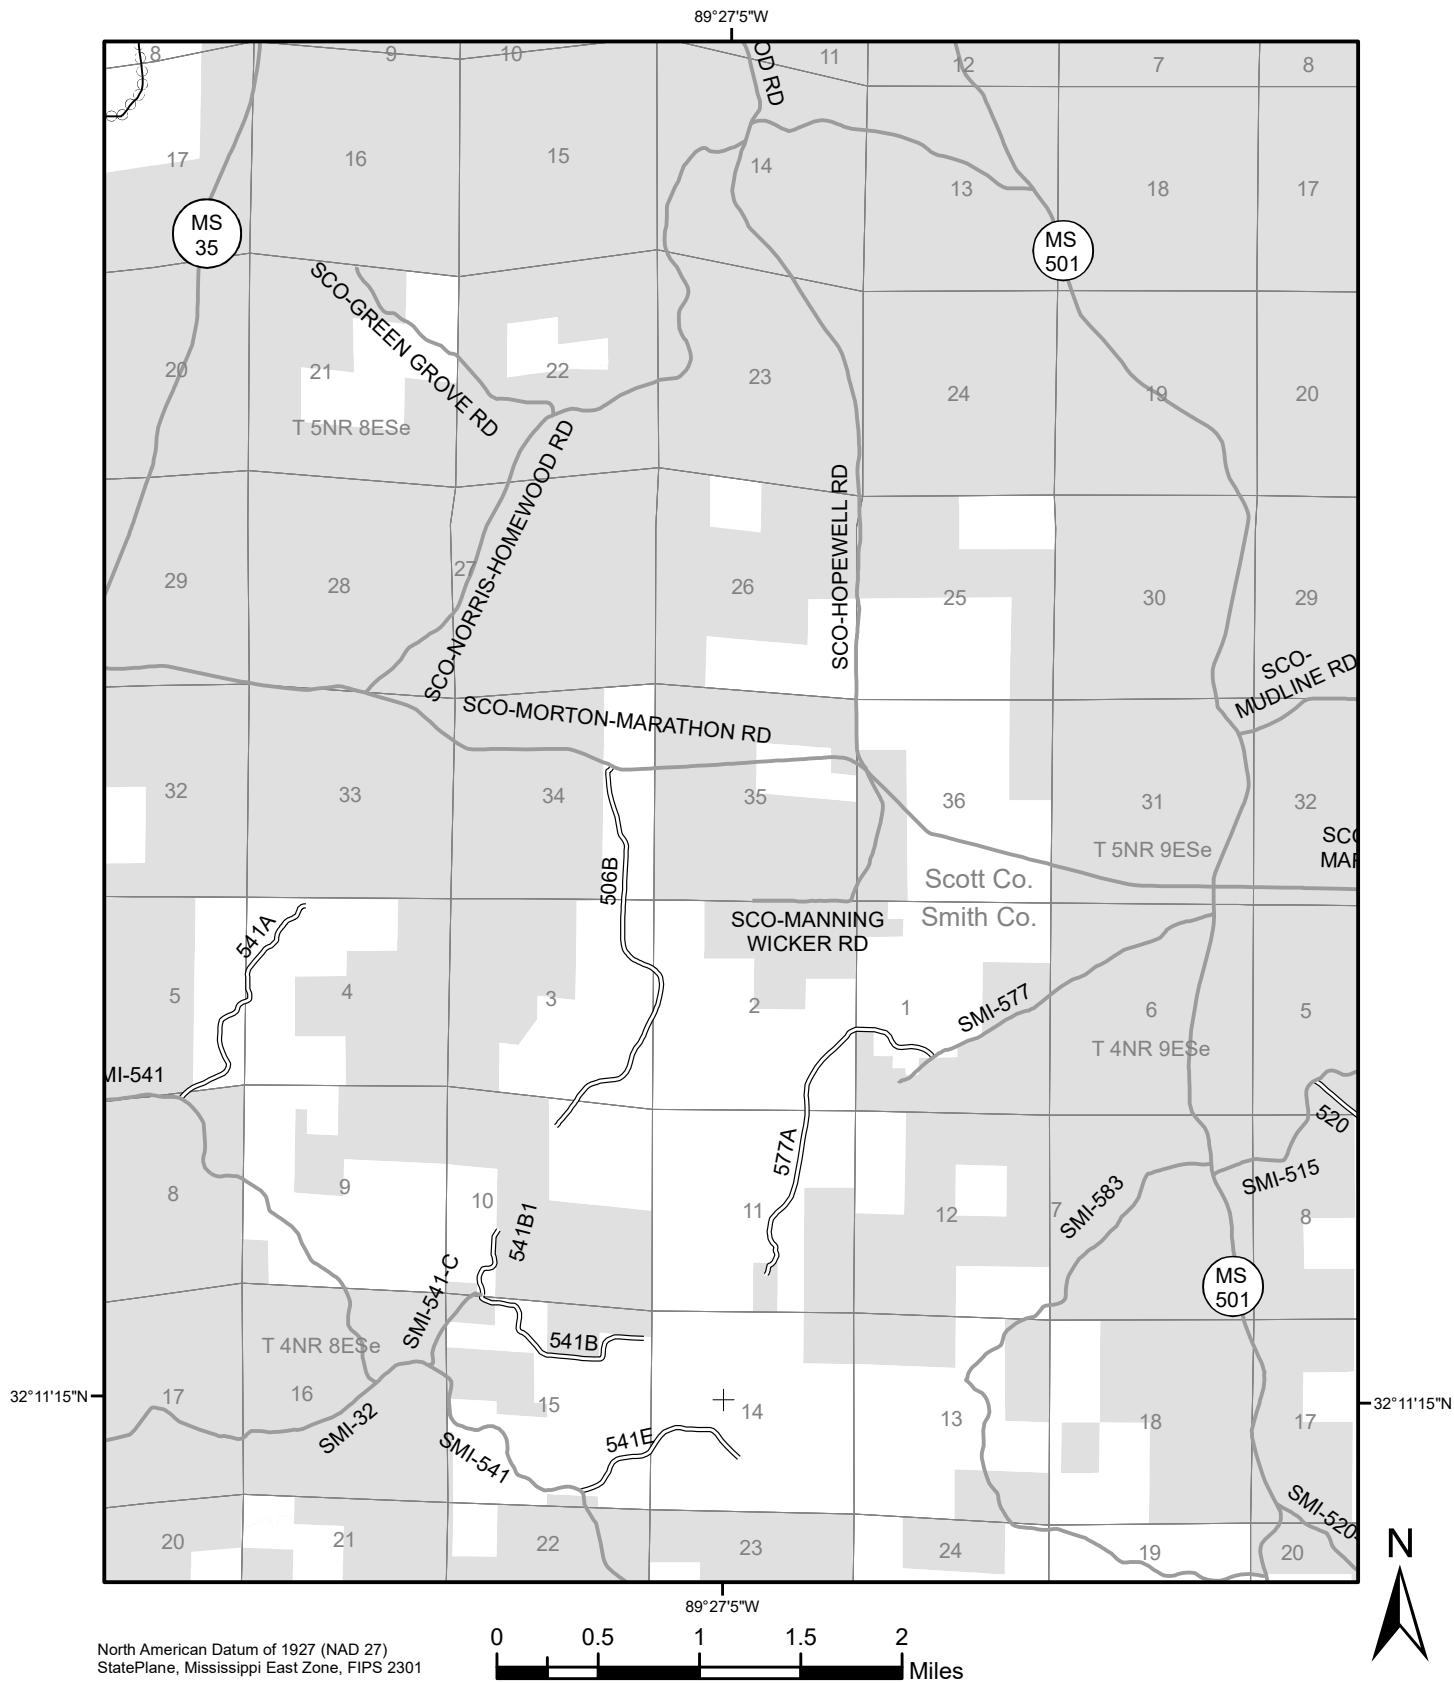 89°27'5"W
8
9
10
OD RD
11
12
7
8
17
16
15
14
13
18
17
MS
35
MS
501
SCO-GREEN GROVE RD
20
21
22
23
24
19
20
T 5NR 8ESe
SCO-NORRIS-HOMEWOOD RD
SCO-HOPEWELL RD
29
28
27
26
25
30
29
SCO-
MUDLINE RD
SCO-MORTON-MARATHON RD
32
33
34
35
36
31
32
T 5NR 9ESe
SCO
MAR
506B
Scott Co.
Smith Co.
SCO-MANNING
WICKER RD
541A
5
4
3
2
1
6
5
SMI-577
T 4NR 9ESe
MI-541
520
577A
SMI-515
SMI-583
8
9
10
11
12
7
8
541B1
SMI-541-C
MS
501
T 4NR 8ESe
541B
32°11'15"N
17
16
15
14
13
18
17
32°11'15"N
SMI-32
SMI-541
541E
SMI-520
20
21
22
23
24
19
20
N
89°27'5"W
North American Datum of 1927 (NAD 27)
StatePlane, Mississippi East Zone, FIPS 2301
0 0.5 1 1.5 2
Miles